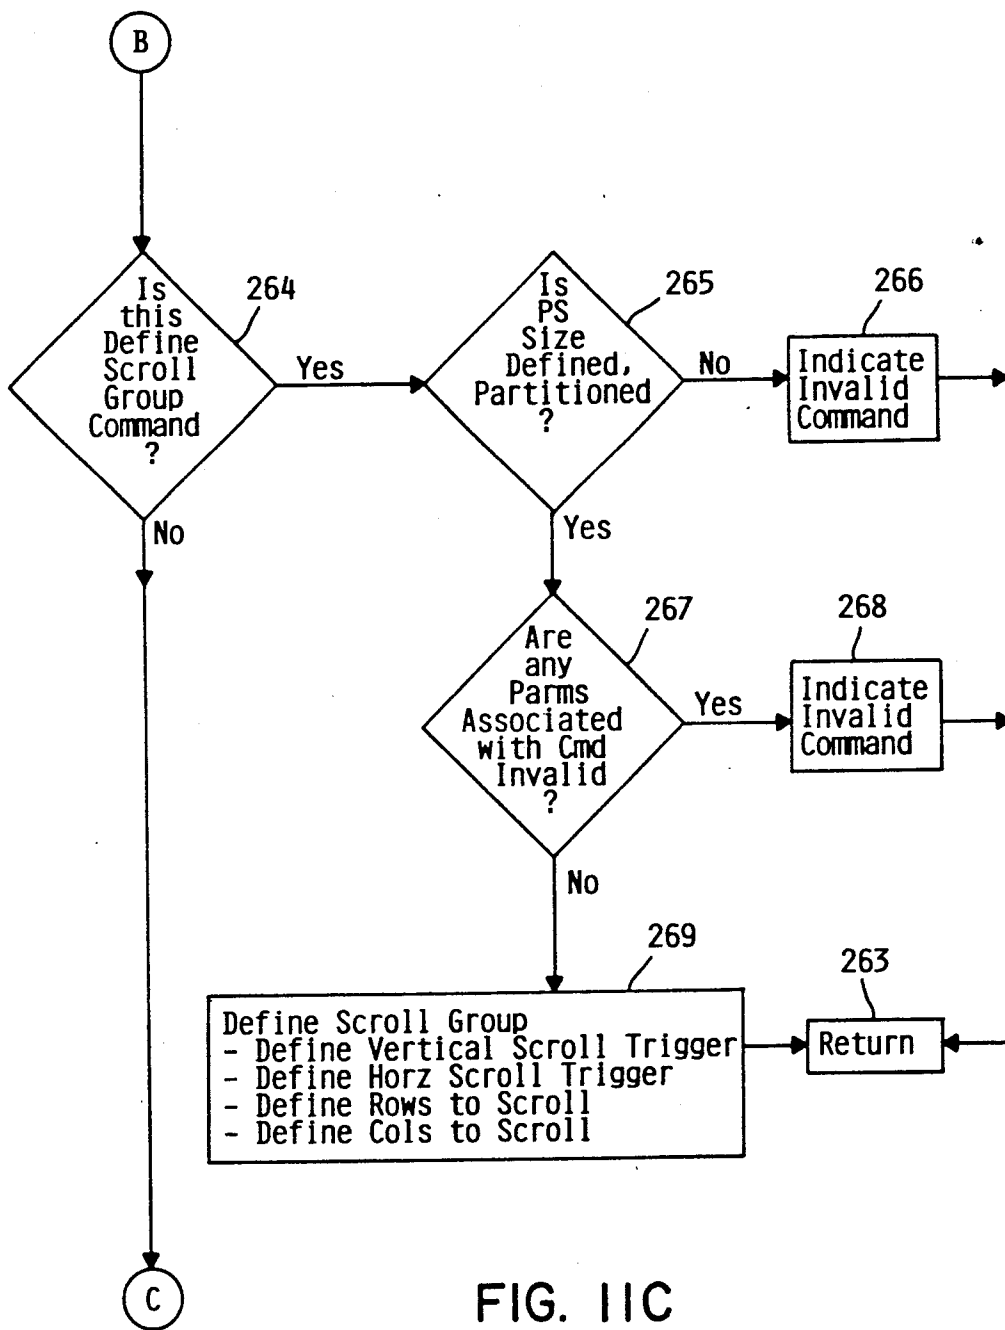 B
Is
this
Define
Scroll
Group
Command
?
264
Yes
No
Is
PS
Size
Defined,
Partitioned
?
265
No
Yes
266
Indicate
Invalid
Command
Are
any
Parms
Associated
with Cmd
Invalid
?
267
Yes
No
268
Indicate
Invalid
Command
269
Define Scroll Group
- Define Vertical Scroll Trigger
- Define Horz Scroll Trigger
- Define Rows to Scroll
- Define Cols to Scroll
263
Return
C
FIG. 11C